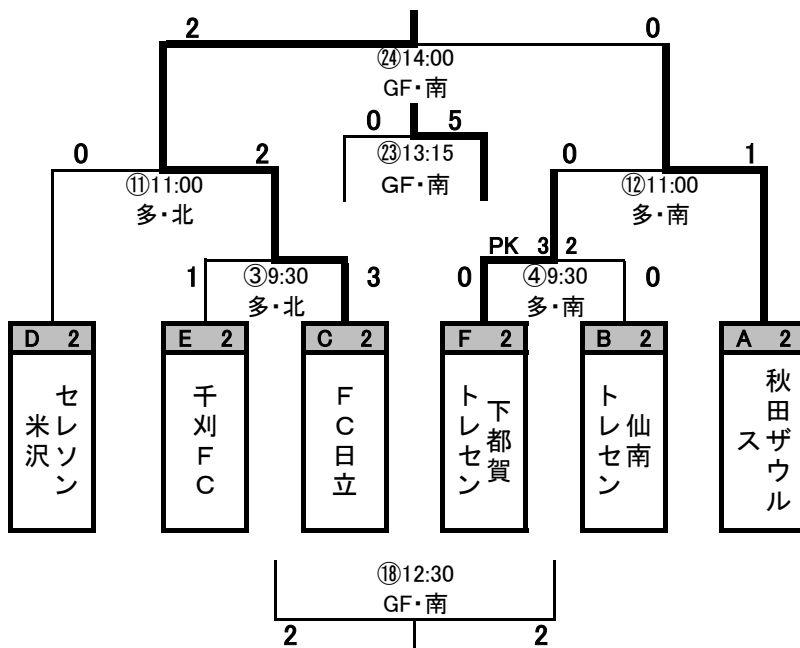 2 0
㉔14:00
GF・南
0 5
㉓13:15
GF・南
0 2
⑪11:00
多・北
0 1
⑫11:00
多・南
1 3
③9:30
多・北
PK 3 2
0 0
④9:30
多・南
D 2
E 2
C 2
F 2
B 2
A 2
セレソン
米沢
千刈FC
FC日立
下都賀
トレセン
仙南
トレセン
秋田ザウル
ス
⑱12:30
GF・南
2 2